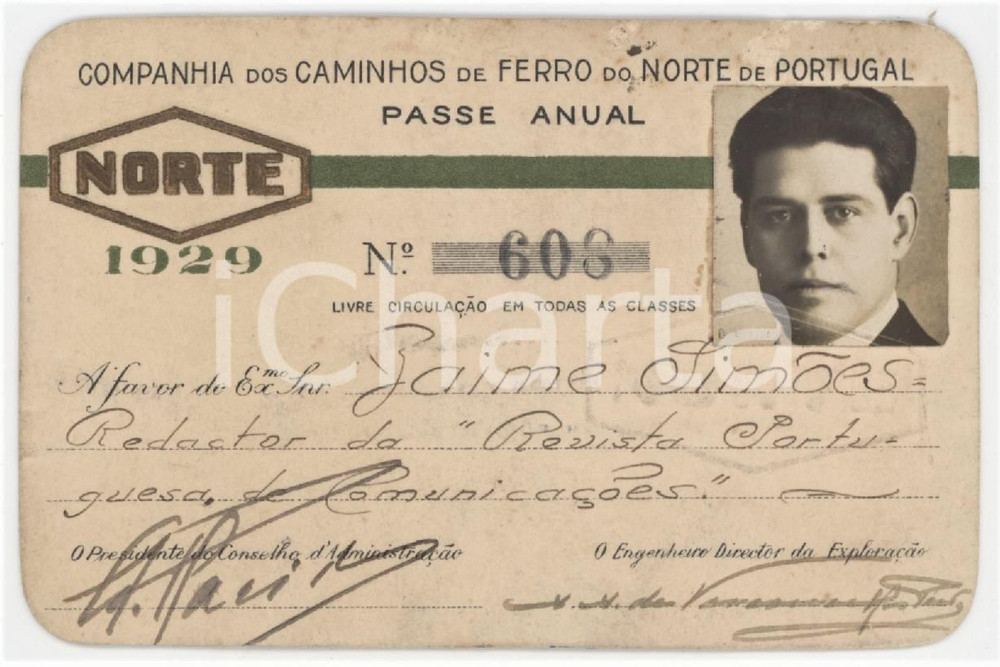 COMPANHIA DOS CAMINHOS DE FERRO DO NORTE DE PORTUGAL
PASSE ANUAL
NORTE
1929
Nº 608
LIVRE CIRCULAÇÃO EM TODAS AS CLASSES
iCharta
A favor do Exmo Snr. Jaime Simões=
Redactor da "Revista Portu-
guesa, de Comunicações."
O Presidente do Conselho d'Administração
O Engenheiro Director da Exploração